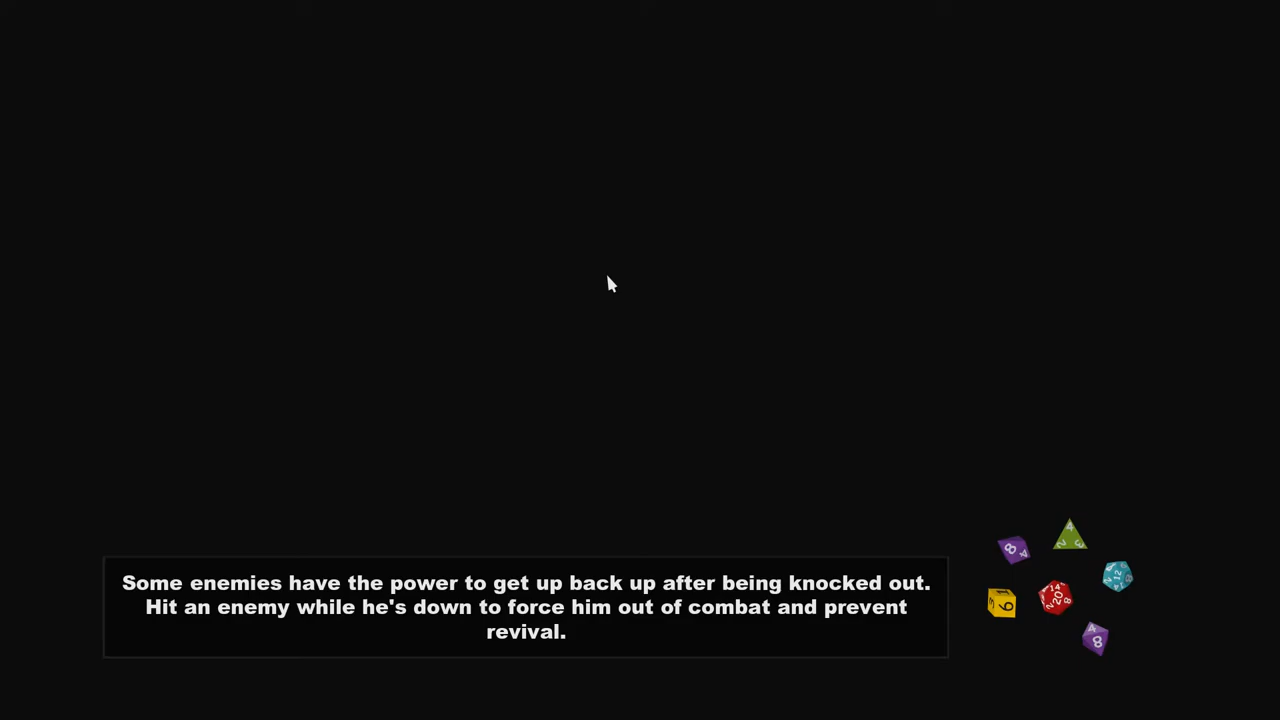 Some enemies have the power to get up back up after being knocked out.
Hit an enemy while he's down to force him out of combat and prevent
revival.